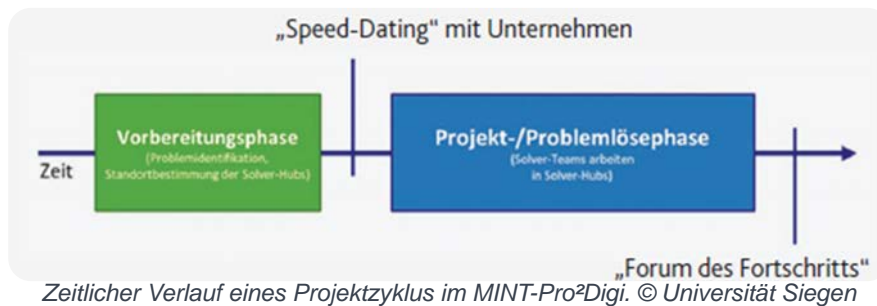 „Speed-Dating“ mit Unternehmen
Vorbereitungsphase
(Problemidentifikation,
Standortbestimmung der Solver-Hubs)
Projekt-/Problemlösephase
(Solver-Teams arbeiten
in Solver-Hubs)
Zeit
„Forum des Fortschritts“
Zeitlicher Verlauf eines Projektzyklus im MINT-Pro²Digi. © Universität Siegen